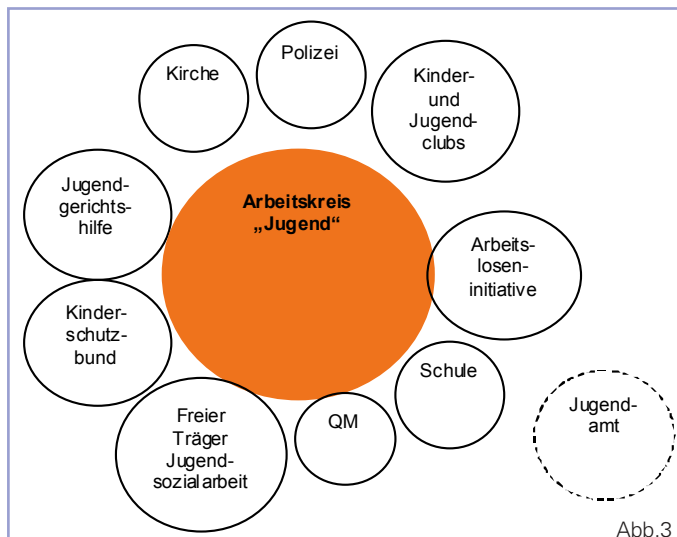 Polizei
Kirche
Kinder-
und
Jugend-
clubs
Jugend-
gerichts-
hilfe
Arbeitskreis
„Jugend“
Arbeits-
losen-
initiative
Kinder-
schutz-
bund
Schule
Freier
Träger
Jugend-
sozialarbeit
QM
Jugend-
amt
Abb.3